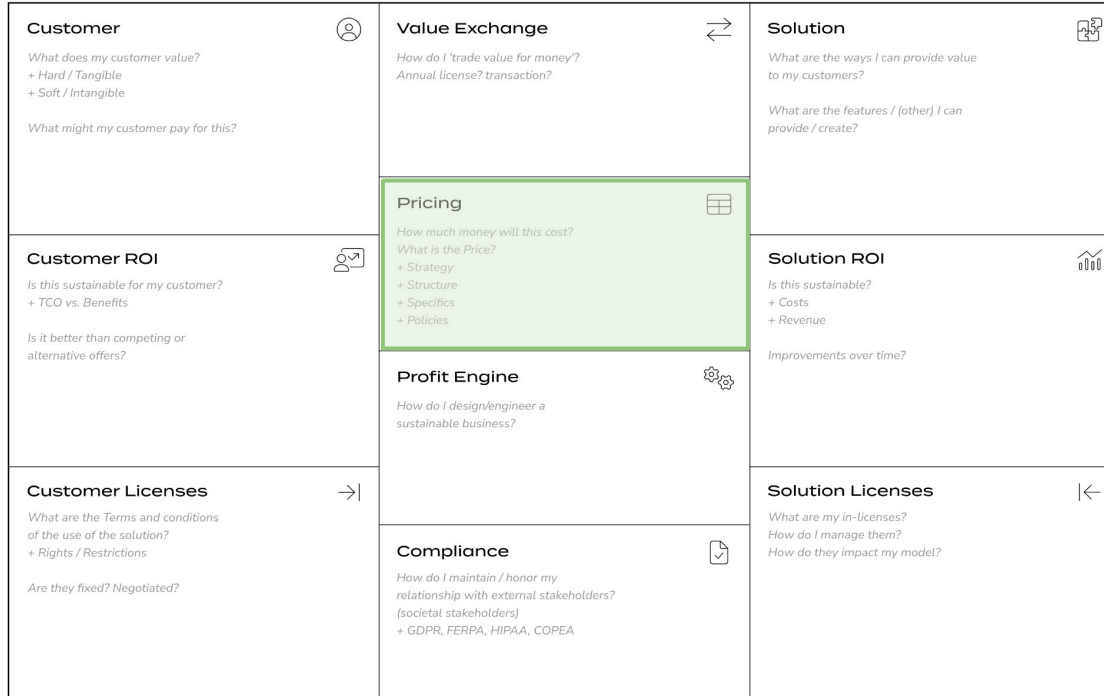 Customer
What does my customer value?
+ Hard / Tangible
+ Soft / Intangible
What might my customer pay for this?
Value Exchange
How do I 'trade value for money'?
Annual license? transaction?
Solution
What are the ways I can provide value
to my customers?
What are the features / (other) I can
provide / create?
Pricing
How much money will this cost?
What is the Price?
+ Strategy
+ Structure
+ Specifics
+ Policies
Customer ROI
Is this sustainable for my customer?
+ TCO vs. Benefits
Is it better than competing or
alternative offers?
Solution ROI
Is this sustainable?
+ Costs
+ Revenue
Improvements over time?
Profit Engine
How do I design/engineer a
sustainable business?
Customer Licenses
What are the Terms and conditions
of the use of the solution?
+ Rights / Restrictions
Are they fixed? Negotiated?
Compliance
How do I maintain / honor my
relationship with external stakeholders?
(societal stakeholders)
+ GDPR, FERPA, HIPAA, COPEA
Solution Licenses
What are my in-licenses?
How do I manage them?
How do they impact my model?